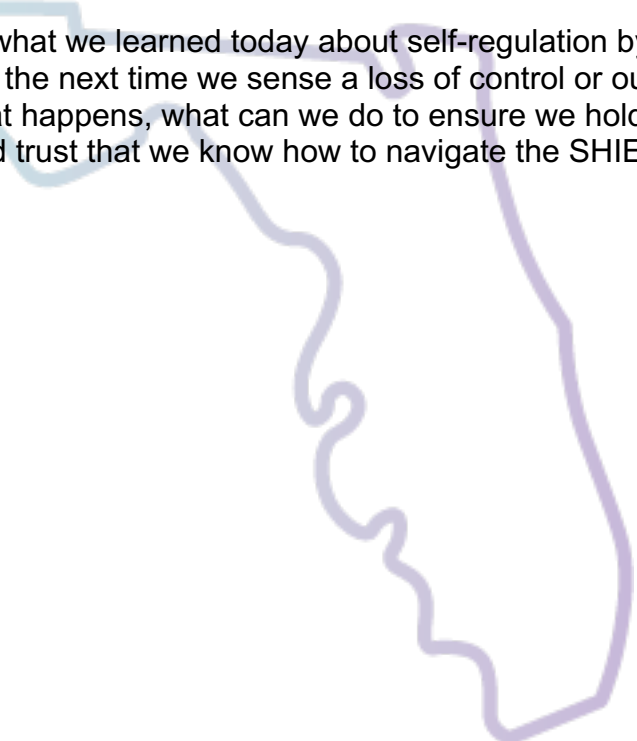 what we learned today about self-regulation by
the next time we sense a loss of control or ou
t happens, what can we do to ensure we hold
d trust that we know how to navigate the SHIE